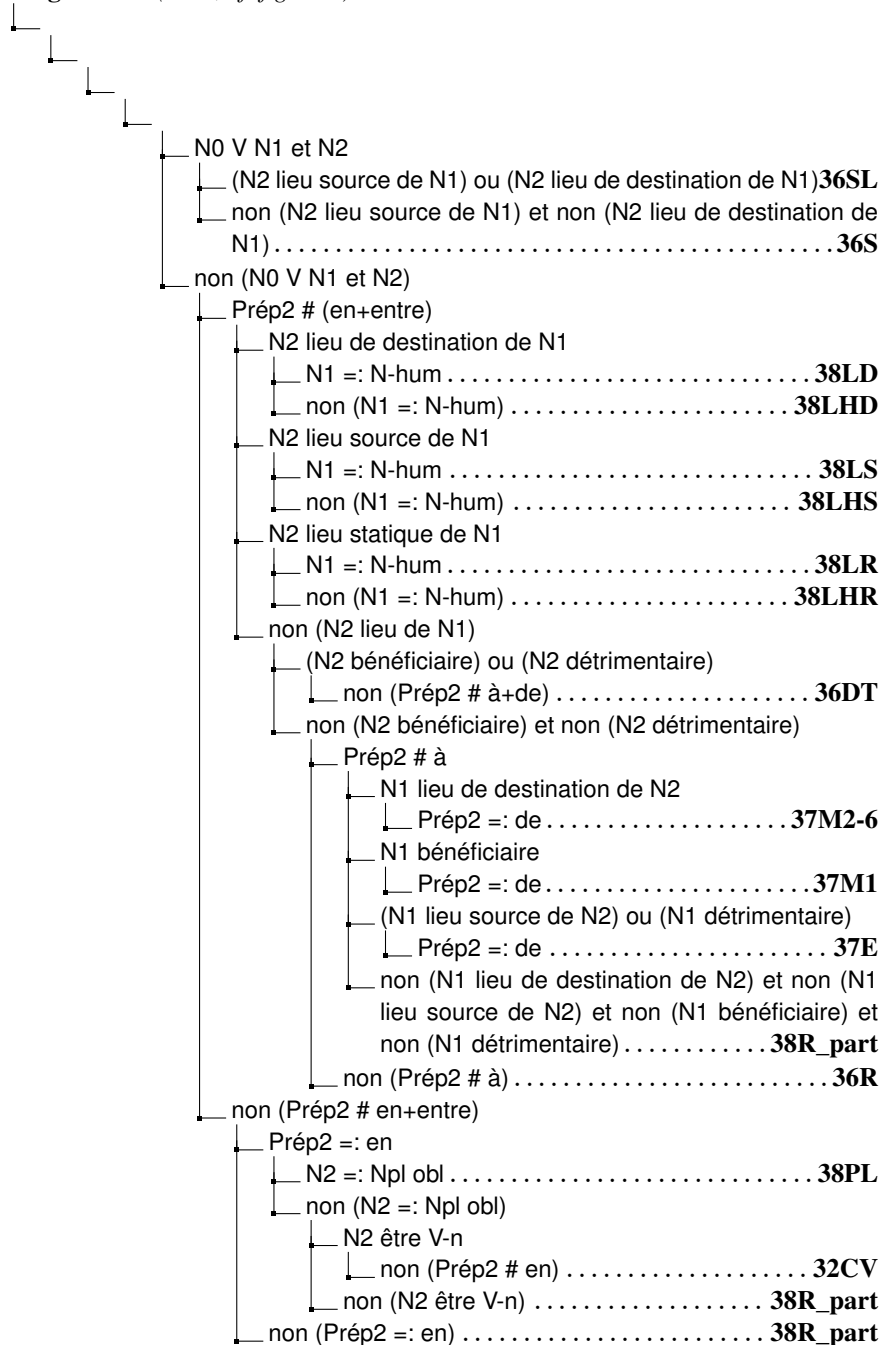 N0 V N1 et N2
(N2 lieu source de N1) ou (N2 lieu de destination de N1)36SL
non (N2 lieu source de N1) et non (N2 lieu de destination de
N1) . . . . . . . . . . . . . . . . . . . . . . . . . . . . . . . . . . . . . . . . . . . . . . . . 36S
non (N0 V N1 et N2)
Prép2 # (en+entre)
N2 lieu de destination de N1
N1 =: N-hum . . . . . . . . . . . . . . . . . . . . . . . . . . . . . . . 38LD
non (N1 =: N-hum) . . . . . . . . . . . . . . . . . . . . . . . 38LHD
N2 lieu source de N1
N1 =: N-hum . . . . . . . . . . . . . . . . . . . . . . . . . . . . . . . 38LS
non (N1 =: N-hum) . . . . . . . . . . . . . . . . . . . . . . . 38LHS
N2 lieu statique de N1
N1 =: N-hum . . . . . . . . . . . . . . . . . . . . . . . . . . . . . . . 38LR
non (N1 =: N-hum) . . . . . . . . . . . . . . . . . . . . . . . 38LHR
non (N2 lieu de N1)
(N2 bénéficiaire) ou (N2 détrimentaire)
non (Prép2 # à+de) . . . . . . . . . . . . . . . . . . . . . 36DT
non (N2 bénéficiaire) et non (N2 détrimentaire)
Prép2 # à
N1 lieu de destination de N2
Prép2 =: de . . . . . . . . . . . . . . . . . . . . 37M2-6
N1 bénéficiaire
Prép2 =: de . . . . . . . . . . . . . . . . . . . . . . 37M1
(N1 lieu source de N2) ou (N1 détrimentaire)
Prép2 =: de . . . . . . . . . . . . . . . . . . . . . . . 37E
non (N1 lieu de destination de N2) et non (N1
lieu source de N2) et non (N1 bénéficiaire) et
non (N1 détrimentaire) . . . . . . . . . . . . 38R_part
non (Prép2 # à) . . . . . . . . . . . . . . . . . . . . . . . . . . . 36R
non (Prép2 # en+entre)
Prép2 =: en
N2 =: Npl obl . . . . . . . . . . . . . . . . . . . . . . . . . . . . . . 38PL
non (N2 =: Npl obl)
N2 être V-n
non (Prép2 # en) . . . . . . . . . . . . . . . . . . . . . . 32CV
non (N2 être V-n) . . . . . . . . . . . . . . . . . . 38R_part
non (Prép2 =: en) . . . . . . . . . . . . . . . . . . . . . . . . . 38R_part